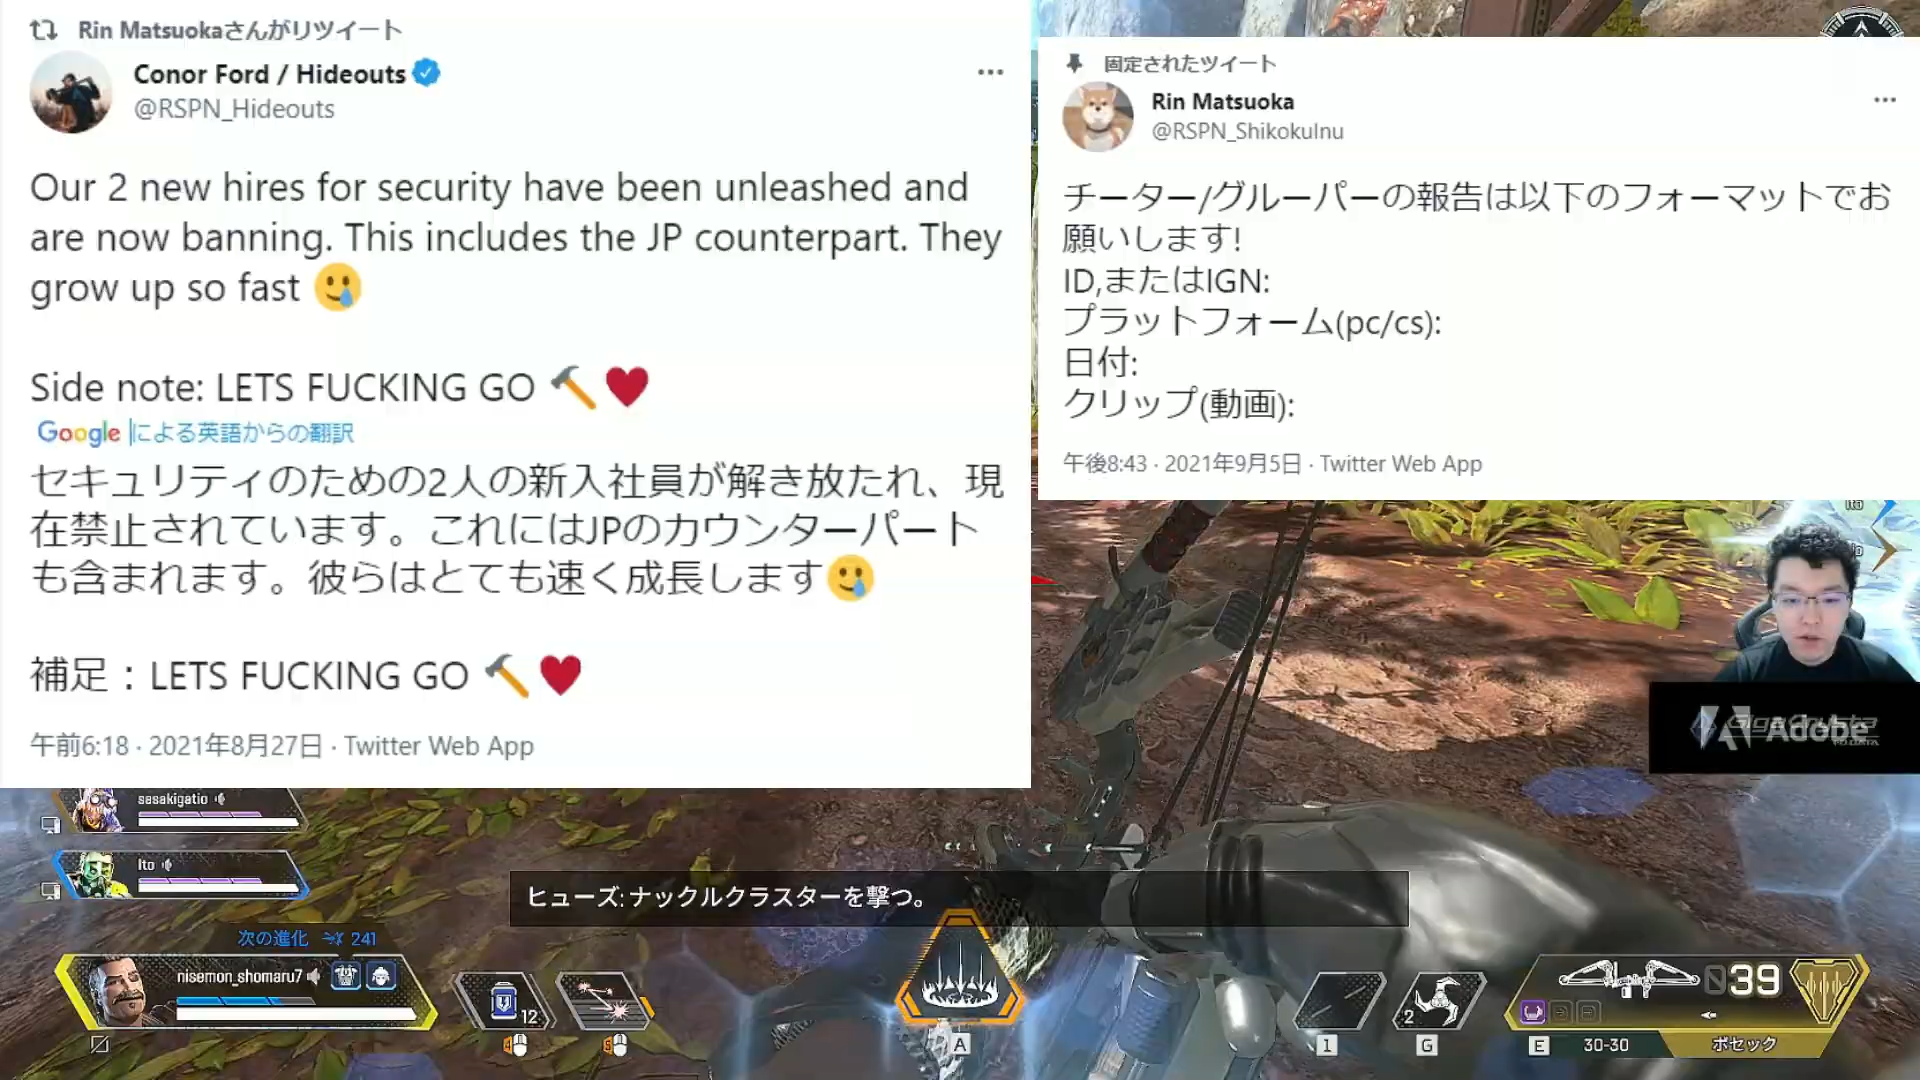 Rin Matsuokaさんがリツイート
Conor Ford / Hideouts
@RSPN_Hideouts
Our 2 new hires for security have been unleashed and
are now banning. This includes the JP counterpart. They
grow up so fast 🥲
Side note: LETS FUCKING GO 🔨❤️
Google による英語からの翻訳
セキュリティのための2人の新入社員が解き放たれ、現
在禁止されています。これにはJPのカウンターパート
も含まれます。彼らはとても速く成長します🥲
補足：LETS FUCKING GO 🔨❤️
午前6:18 · 2021年8月27日 · Twitter Web App
固定されたツイート
Rin Matsuoka
@RSPN_ShikokuInu
チーター/グルーパーの報告は以下のフォーマットでお
願いします!
ID,またはIGN:
プラットフォーム(pc/cs):
日付:
クリップ(動画):
午後8:43 · 2021年9月5日 · Twitter Web App
Ito
Adobe
sasakigatio
Ito
ヒューズ:ナックルクラスターを撃つ。
次の進化 241
nisemon_shomaru7
12
4
5
A
2
1
G
039
E
30-30
ボセック